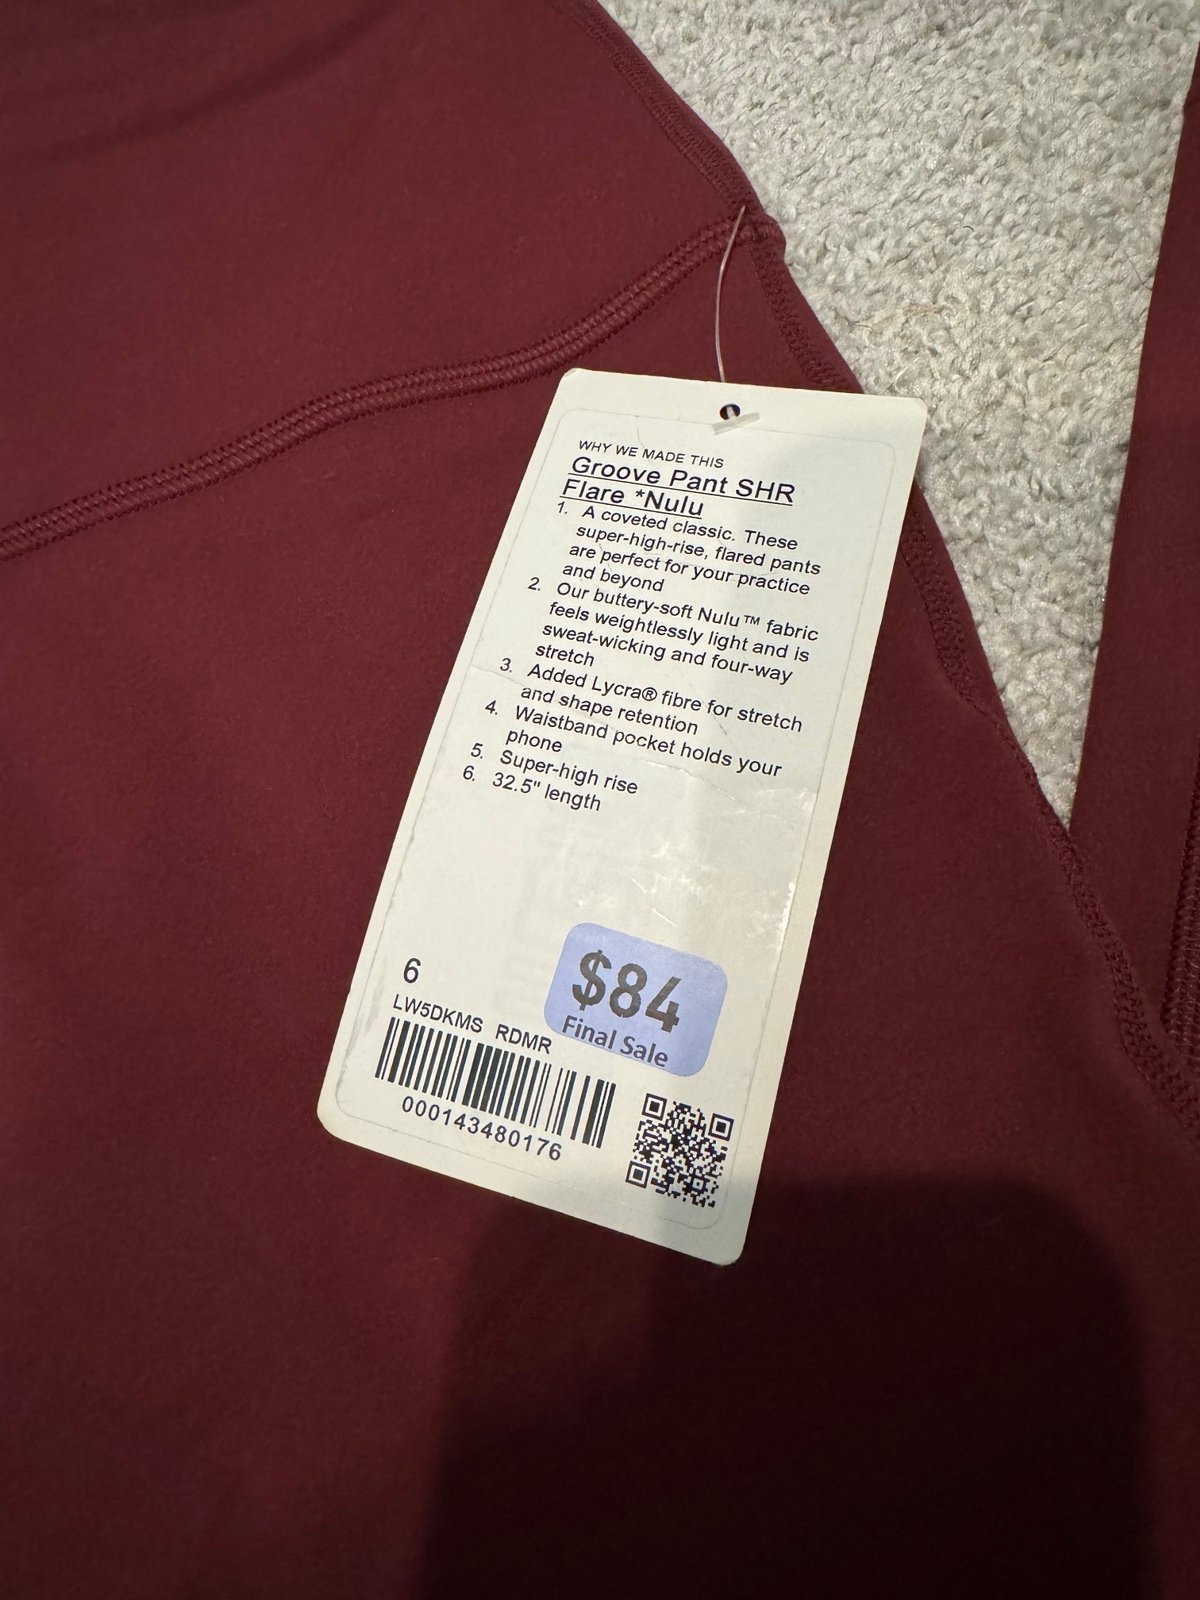 WHY WE MADE THIS
Groove Pant SHR
Flare *Nulu
1. A coveted classic. These
super-high-rise, flared pants
are perfect for your practice
and beyond
2. Our buttery-soft Nulu™ fabric
feels weightlessly light and is
sweat-wicking and four-way
stretch
3. Added Lycra® fibre for stretch
and shape retention
4. Waistband pocket holds your
phone
5. Super-high rise
6. 32.5" length
$84
Final Sale
6
LW5DKMS RDMR
000143480176